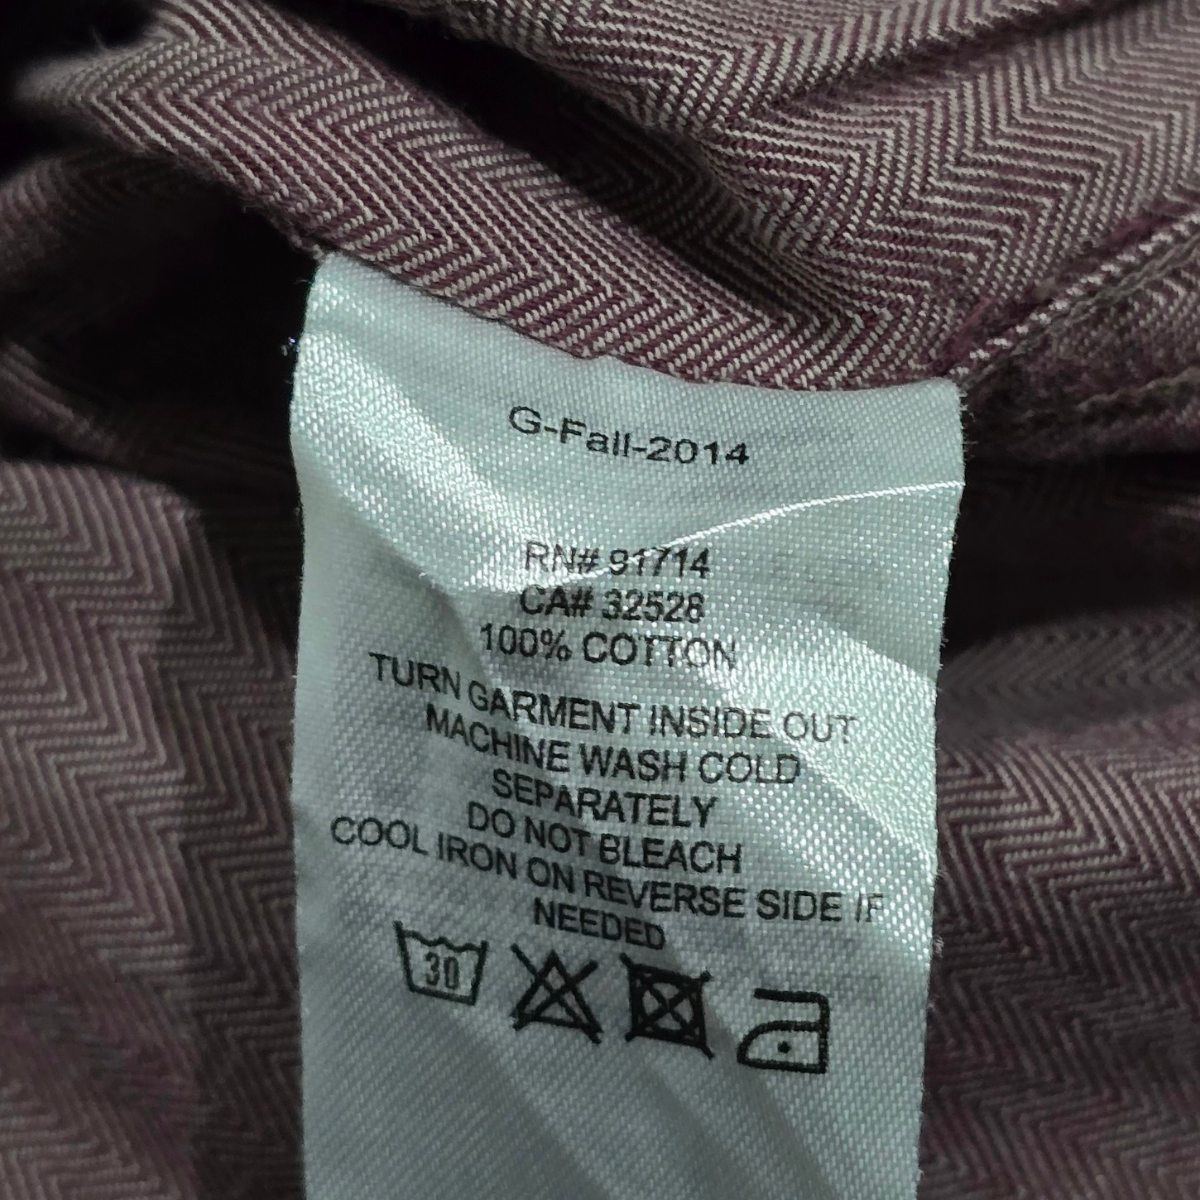 G-Fall-2014
RN# 91714
CA# 32528
100% COTTON
TURN GARMENT INSIDE OUT
MACHINE WASH COLD
SEPARATELY
DO NOT BLEACH
COOL IRON ON REVERSE SIDE IF
NEEDED
30